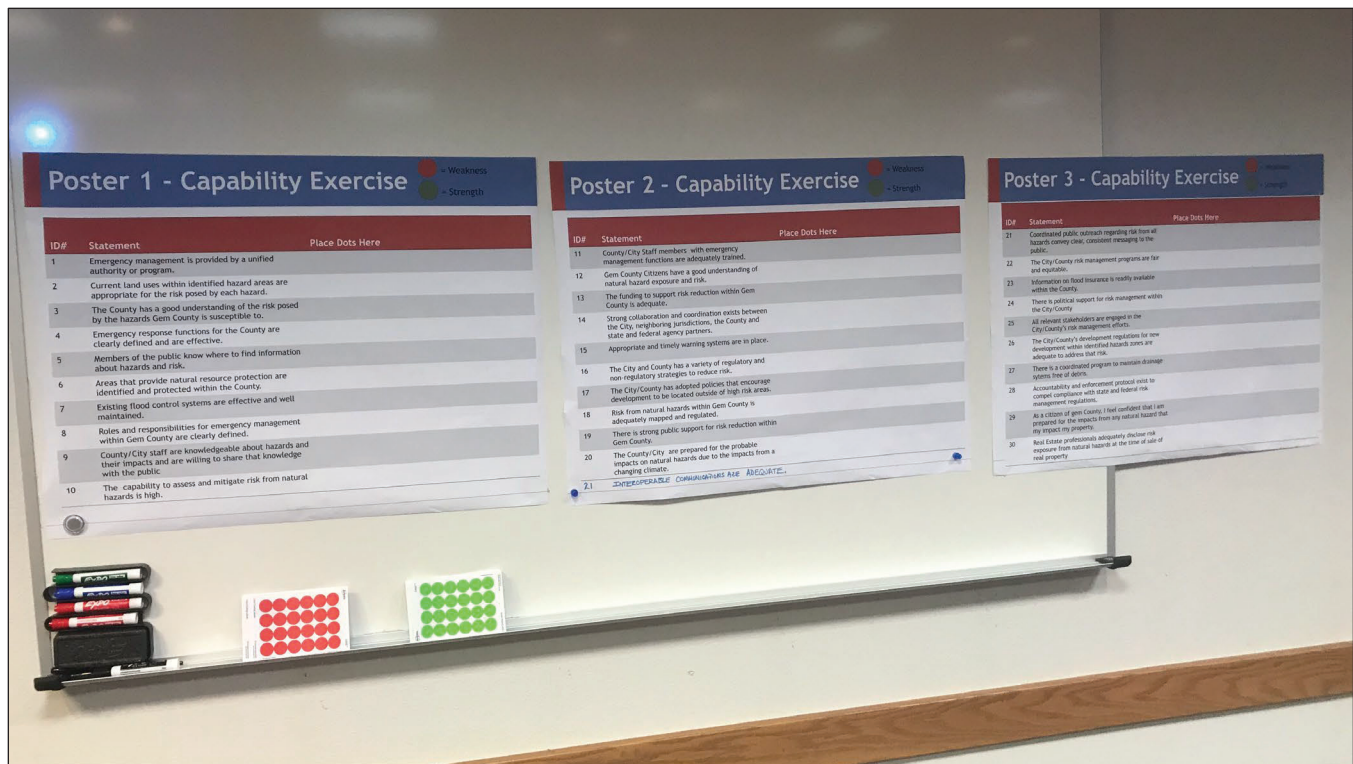 Poster 1 - Capability Exercise
= Weakness
= Strength
ID# Statement Place Dots Here
1 Emergency management is provided by a unified
authority or program.
2 Current land uses within identified hazard areas are
appropriate for the risk posed by each hazard.
3 The County has a good understanding of the risk posed
by the hazards Gem County is susceptible to.
4 Emergency response functions for the County are
clearly defined and are effective.
5 Members of the public know where to find information
about hazards and risk.
6 Areas that provide natural resource protection are
identified and protected within the County.
7 Existing flood control systems are effective and well
maintained.
8 Roles and responsibilities for emergency management
within Gem County are clearly defined.
9 County/City staff are knowledgeable about hazards and
their impacts and are willing to share that knowledge
with the public
10 The capability to assess and mitigate risk from natural
hazards is high.
Poster 2 - Capability Exercise
= Weakness
= Strength
ID# Statement Place Dots Here
11 County/City Staff members with emergency
management functions are adequately trained.
12 Gem County Citizens have a good understanding of
natural hazard exposure and risk.
13 The funding to support risk reduction within Gem
County is adequate.
14 Strong collaboration and coordination exists between
the City, neighboring jurisdictions, the County and
state and federal agency partners.
15 Appropriate and timely warning systems are in place.
16 The City and County has a variety of regulatory and
non-regulatory strategies to reduce risk.
17 The City/County has adopted policies that encourage
development to be located outside of high risk areas.
18 Risk from natural hazards within Gem County is
adequately mapped and regulated.
19 There is strong public support for risk reduction within
Gem County.
20 The County/City are prepared for the probable
impacts on natural hazards due to the impacts from a
changing climate.
21 INTEROPERABLE COMMUNICATIONS ARE ADEQUATE.
Poster 3 - Capability Exercise
= Weakness
= Strength
ID# Statement Place Dots Here
21 Coordinated public outreach regarding risk from all
hazards convey clear, consistent messaging to the
public.
22 The City/County risk management programs are fair
and equitable.
23 Information on flood insurance is readily available
within the County.
24 There is political support for risk management within
the City/County
25 All relevant stakeholders are engaged in the
City/County's risk management efforts.
26 The City/County's development regulations for new
development within identified hazards zones are
adequate to address that risk.
27 There is a coordinated program to maintain drainage
sytems free of debris.
28 Accountability and enforcement protocol exist to
compel compliance with state and federal risk
management regulations.
29 As a citizen of gem County, I feel confident that I am
prepared for the impacts from any natural hazard that
my impact my property.
30 Real Estate professionals adequately disclose risk
exposure from natural hazards at the time of sale of
real property
EXPO
EXPO